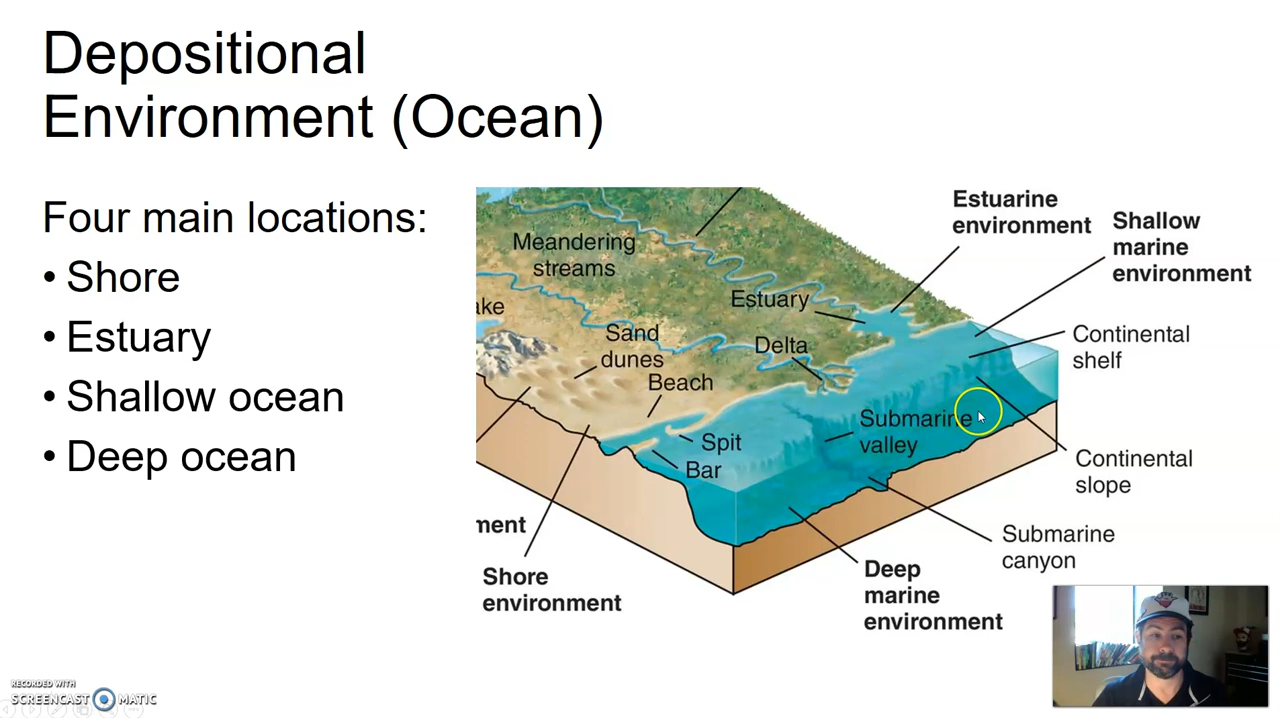 Depositional
Environment (Ocean)
Four main locations:
• Shore
• Estuary
• Shallow ocean
• Deep ocean
Estuarine
environment
Shallow
marine
environment
Meandering
streams
Estuary
ake
Sand
dunes
Delta
Continental
shelf
Beach
Submarine
valley
Spit
Bar
Continental
slope
ment
Submarine
canyon
Shore
environment
Deep
marine
environment
RECORDED WITH
SCREENCAST MATIC